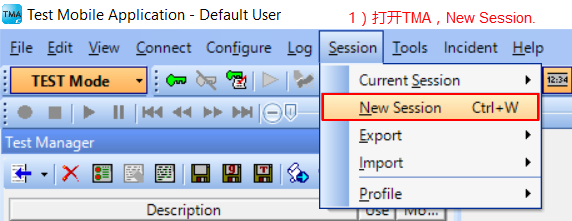 TMA Test Mobile Application - Default User
1）打开TMA，New Session.
File Edit View Connect Configure Log Session Tools Incident Help
TEST Mode
12:34
Current Session
New Session Ctrl+W
Export
Import
Profile
Test Manager
Description Use Mo...